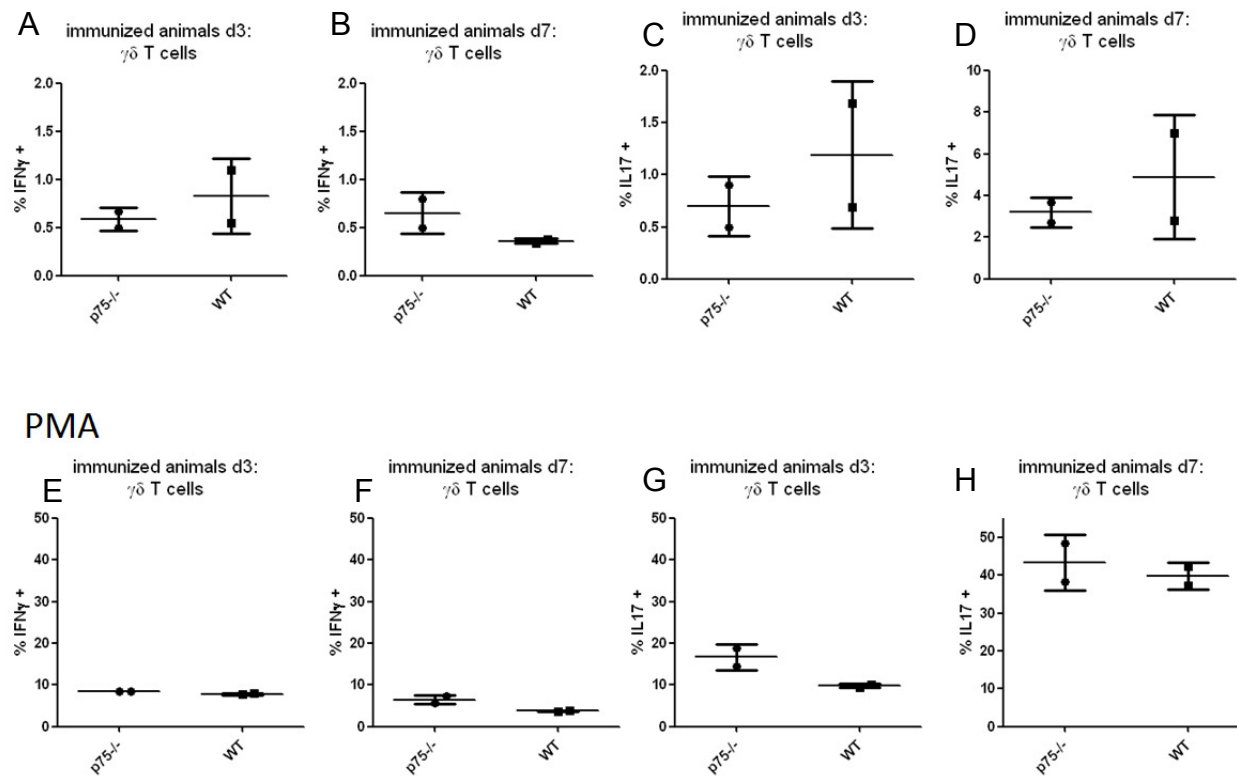 A
immunized animals d3:
γδ T cells
% IFNγ +
2.0
1.5
1.0
0.5
0.0
p75-/-
WT
B
immunized animals d7:
γδ T cells
% IFNγ +
2.0
1.5
1.0
0.5
0.0
p75-/-
WT
C
immunized animals d3:
γδ T cells
% IL17 +
2.0
1.5
1.0
0.5
0.0
p75-/-
WT
D
immunized animals d7:
γδ T cells
% IL17 +
10
8
6
4
2
0
p75-/-
WT
PMA
E
immunized animals d3:
γδ T cells
% IFNγ +
50
40
30
20
10
0
p75-/-
WT
F
immunized animals d7:
γδ T cells
% IFNγ +
50
40
30
20
10
0
p75-/-
WT
G
immunized animals d3:
γδ T cells
% IL17 +
50
40
30
20
10
0
p75-/-
WT
H
immunized animals d7:
γδ T cells
% IL17 +
50
40
30
20
10
0
p75-/-
WT